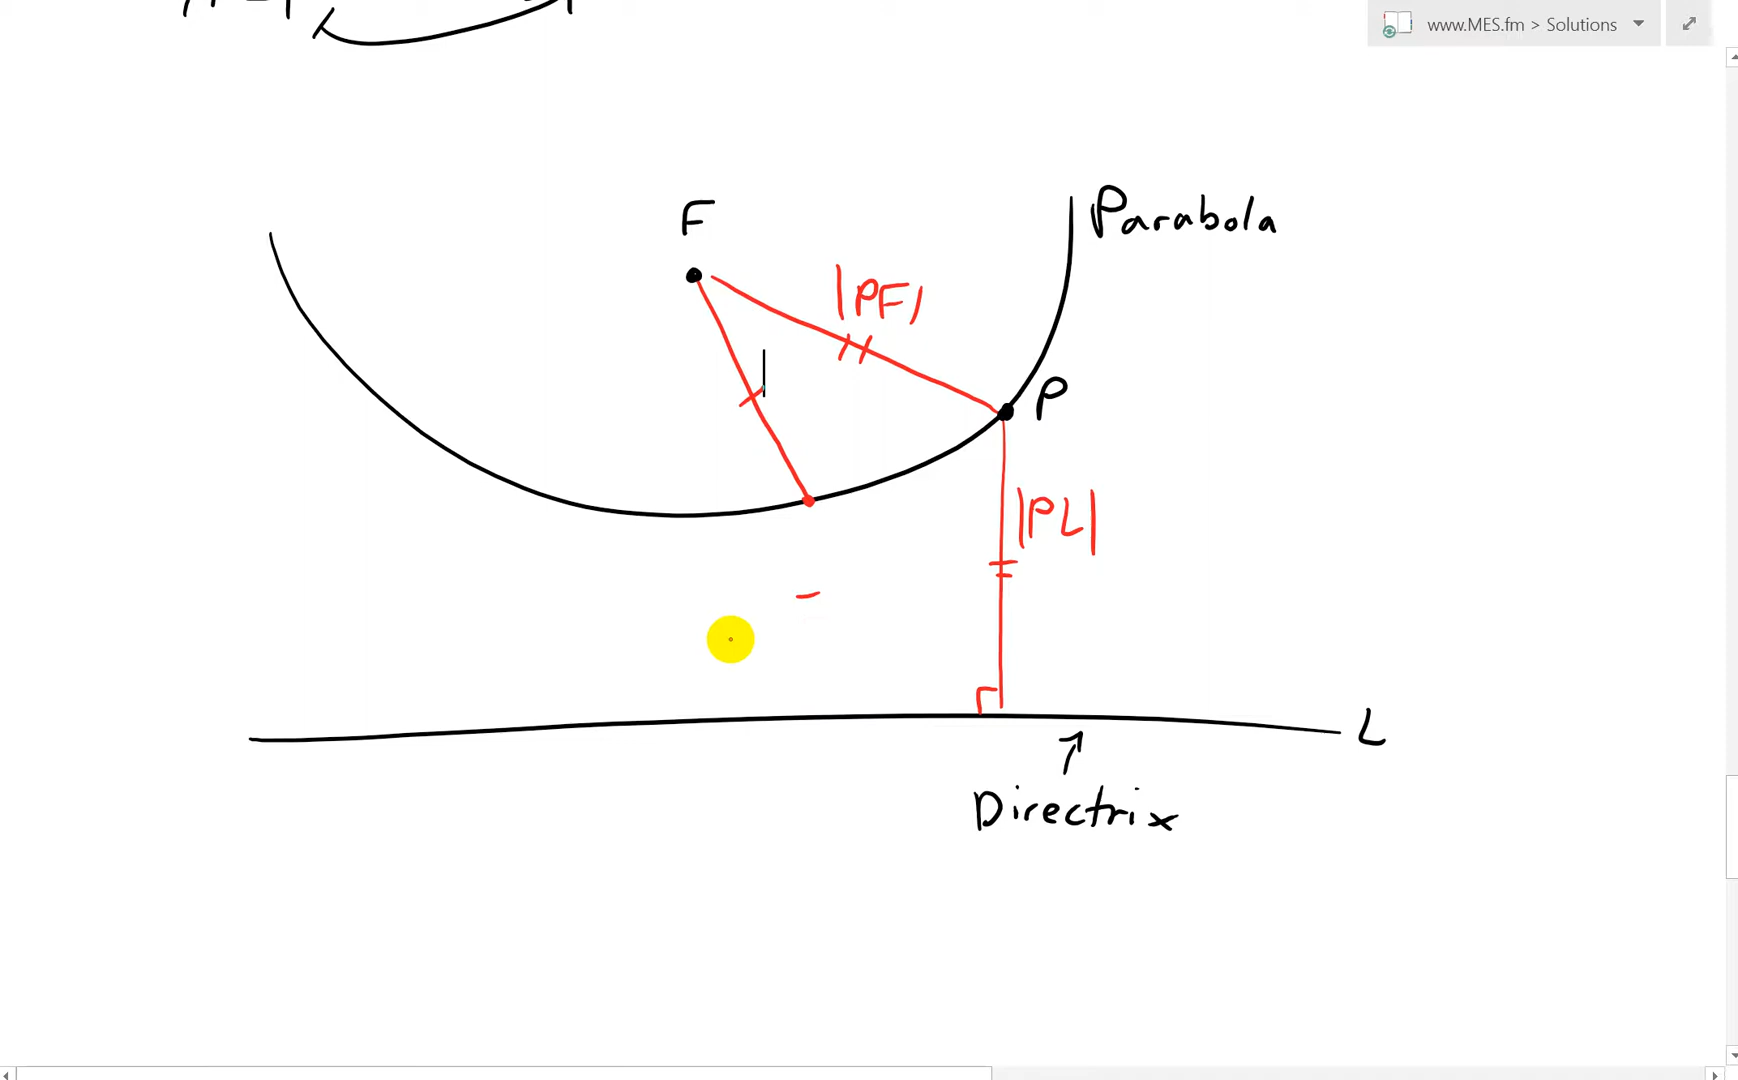 www.MES.fm > Solutions
F
Parabola
|PF|
P
|PL|
L
Directrix